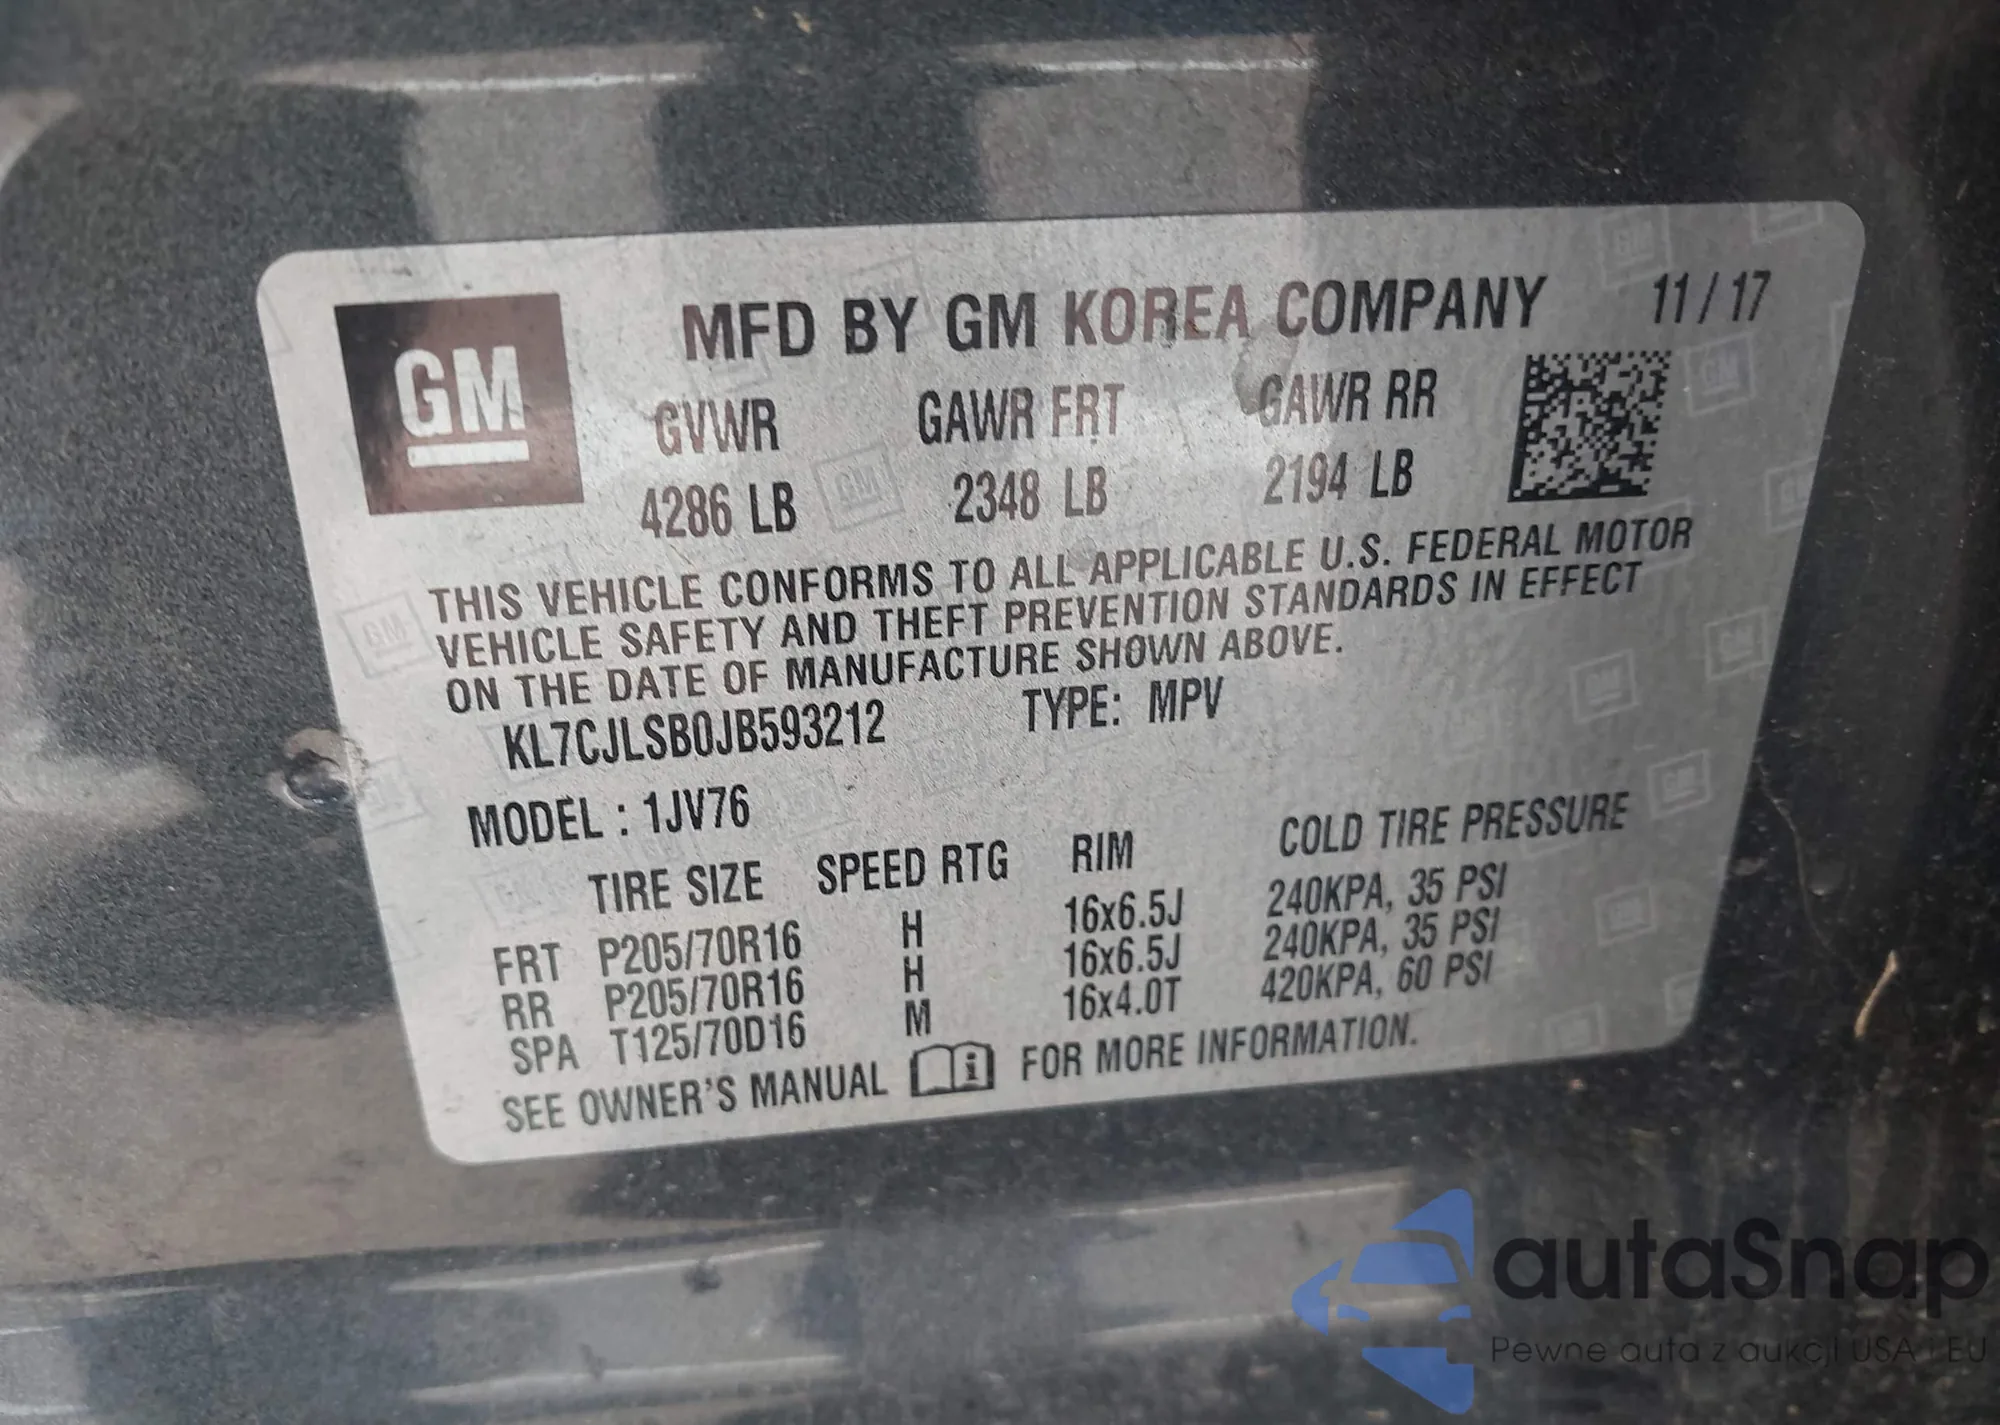 GM
MFD BY GM KOREA COMPANY 11/17
GVWR GAWR FRT GAWR RR
4286 LB 2348 LB 2194 LB
THIS VEHICLE CONFORMS TO ALL APPLICABLE U.S. FEDERAL MOTOR
VEHICLE SAFETY AND THEFT PREVENTION STANDARDS IN EFFECT
ON THE DATE OF MANUFACTURE SHOWN ABOVE.
KL7CJLSB0JB593212 TYPE: MPV
MODEL : 1JV76
TIRE SIZE SPEED RTG RIM COLD TIRE PRESSURE
FRT P205/70R16 H 16x6.5J 240KPA, 35 PSI
RR P205/70R16 H 16x6.5J 240KPA, 35 PSI
SPA T125/70D16 M 16x4.0T 420KPA, 60 PSI
SEE OWNER'S MANUAL FOR MORE INFORMATION.
autaSnap
Pewne auta z aukcji USA i EU